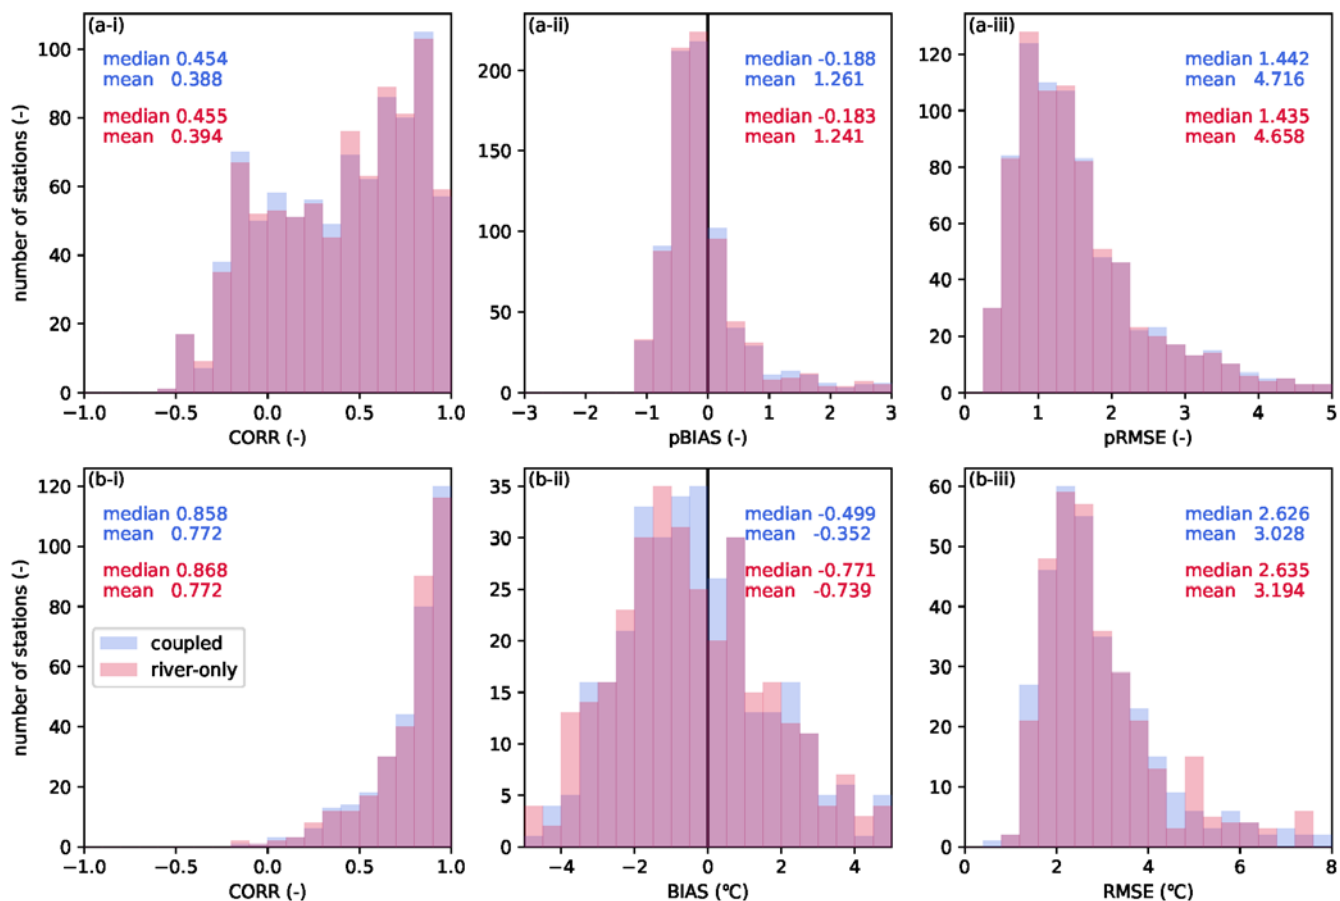 (a-i)
median 0.454
mean 0.388
median 0.455
mean 0.394
number of stations (-)
100
80
60
40
20
0
−1.0 −0.5 0.0 0.5 1.0
CORR (-)
(a-ii)
median -0.188
mean 1.261
median -0.183
mean 1.241
200
150
100
50
0
−3 −2 −1 0 1 2 3
pBIAS (-)
(a-iii)
median 1.442
mean 4.716
median 1.435
mean 4.658
120
100
80
60
40
20
0
0 1 2 3 4 5
pRMSE (-)
(b-i)
median 0.858
mean 0.772
median 0.868
mean 0.772
coupled
river-only
number of stations (-)
120
100
80
60
40
20
0
−1.0 −0.5 0.0 0.5 1.0
CORR (-)
(b-ii)
median -0.499
mean -0.352
median -0.771
mean -0.739
35
30
25
20
15
10
5
0
−4 −2 0 2 4
BIAS (℃)
(b-iii)
median 2.626
mean 3.028
median 2.635
mean 3.194
60
50
40
30
20
10
0
0 2 4 6 8
RMSE (℃)